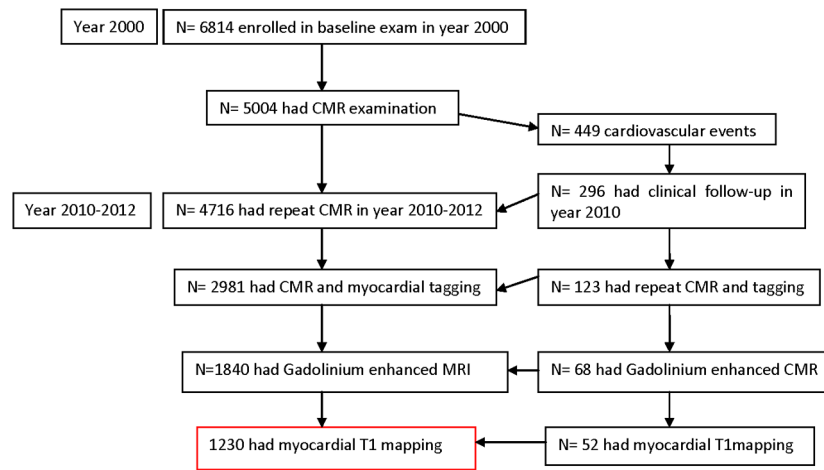 Year 2000
N= 6814 enrolled in baseline exam in year 2000
N= 5004 had CMR examination
N= 449 cardiovascular events
Year 2010-2012
N= 4716 had repeat CMR in year 2010-2012
N= 296 had clinical follow-up in
year 2010
N= 2981 had CMR and myocardial tagging
N= 123 had repeat CMR and tagging
N=1840 had Gadolinium enhanced MRI
N= 68 had Gadolinium enhanced CMR
1230 had myocardial T1 mapping
N= 52 had myocardial T1mapping